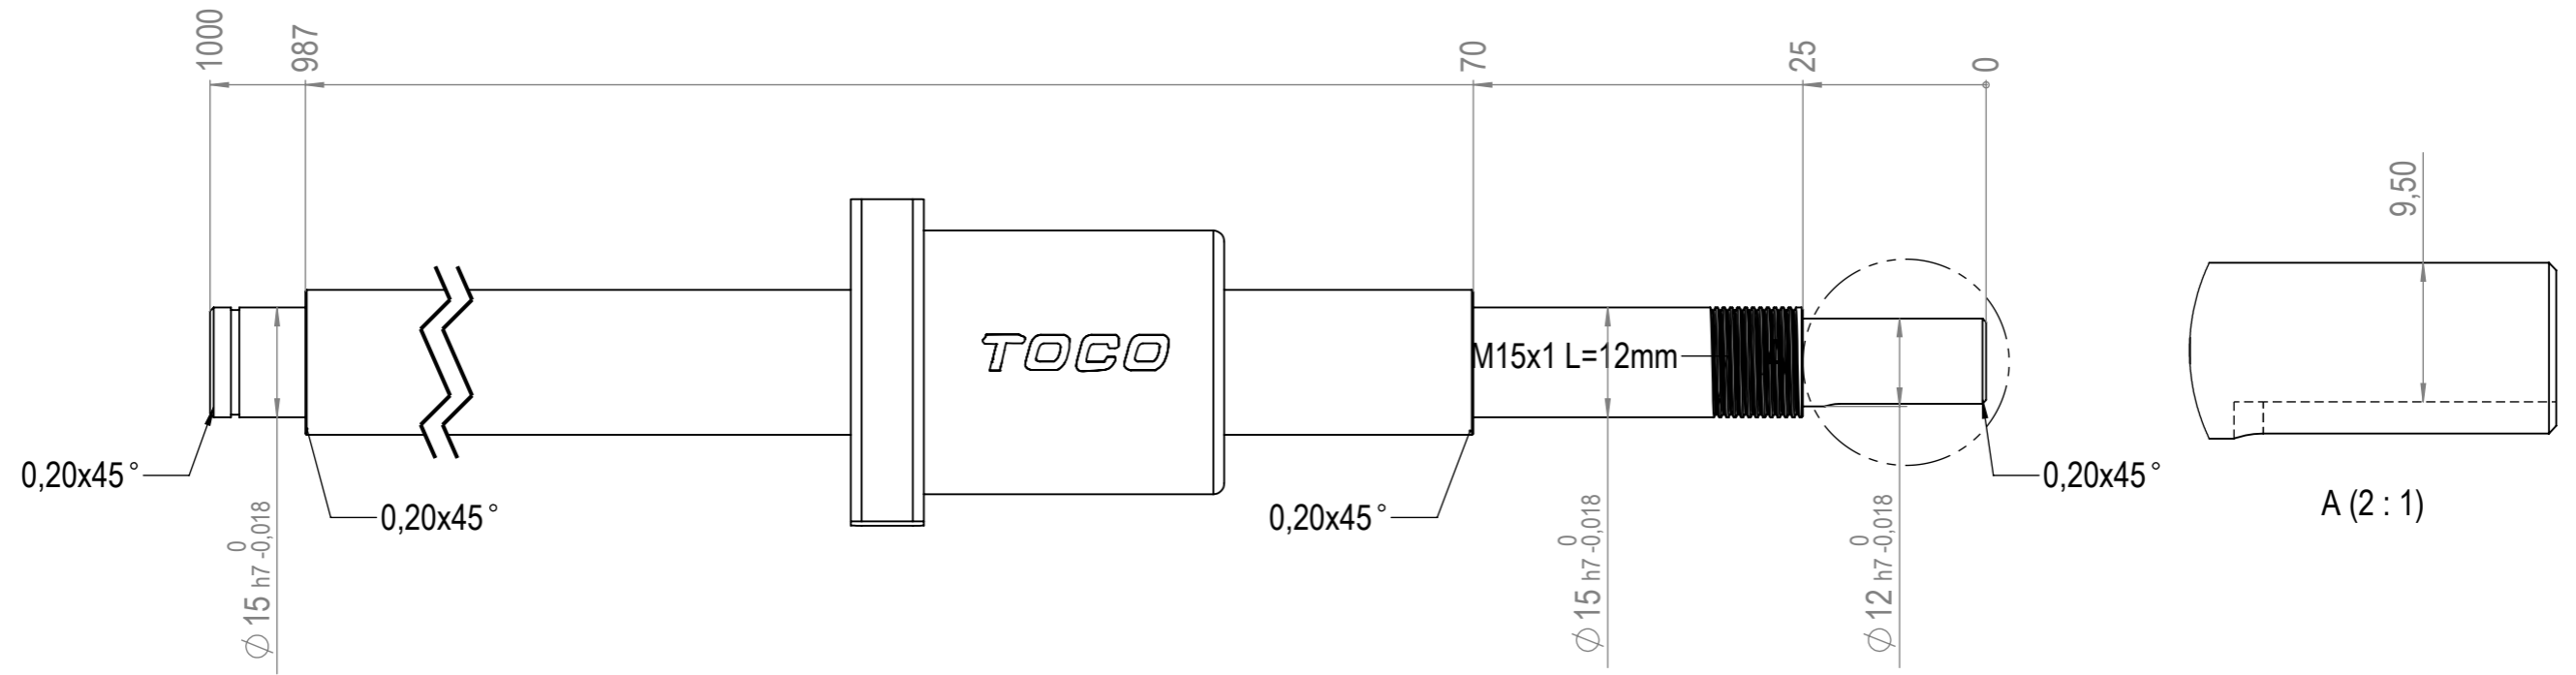 1000
987
70
25
0
9,50
TOCO
M15x1 L=12mm
A
0,20x45°
0,20x45°
0,20x45°
0,20x45°
A (2 : 1)
∅15 h7 0 -0,018
∅15 h7 0 -0,018
∅12 h7 0 -0,018